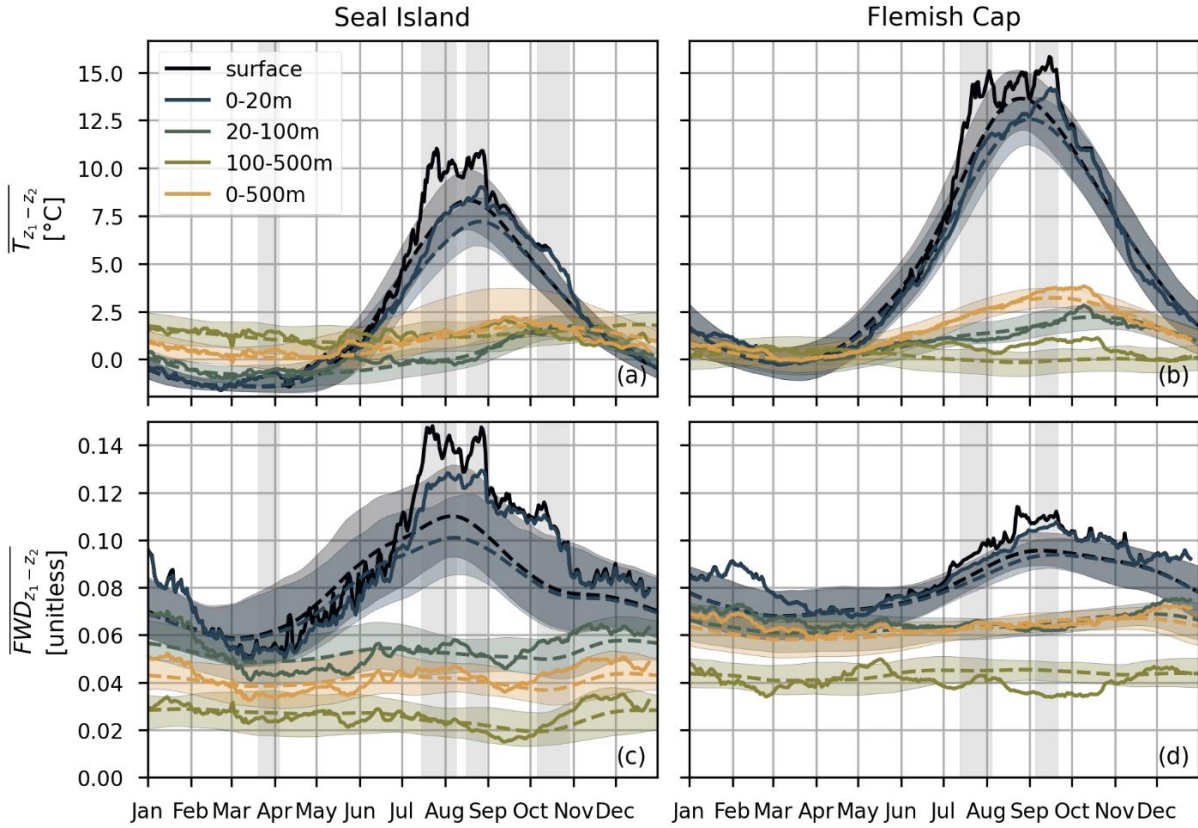 Seal Island
Flemish Cap
surface
0-20m
20-100m
100-500m
0-500m
15.0
12.5
10.0
7.5
5.0
2.5
0.0
T z₁ − z₂
[°C]
(a)
(b)
0.14
0.12
0.10
0.08
0.06
0.04
0.02
0.00
FWD z₁ − z₂
[unitless]
(c)
(d)
Jan Feb Mar Apr May Jun Jul Aug Sep Oct Nov Dec
Jan Feb Mar Apr May Jun Jul Aug Sep Oct Nov Dec